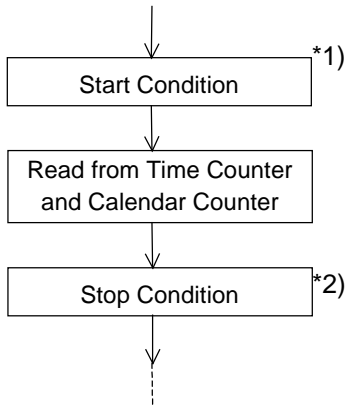 *1)
Start Condition
Read from Time Counter
and Calendar Counter
*2)
Stop Condition